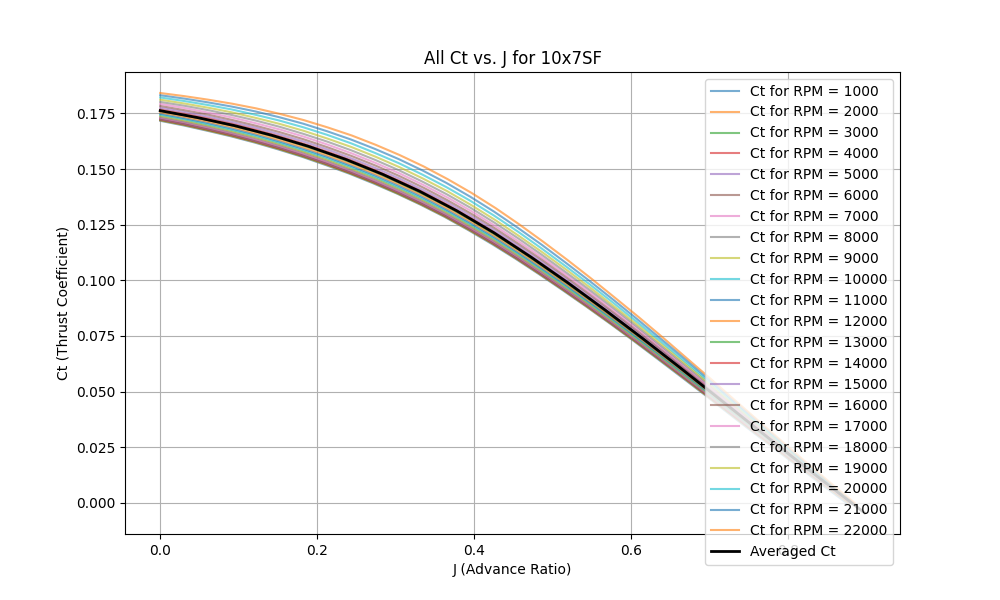 All Ct vs. J for 10x7SF
Ct (Thrust Coefficient)
0.175
0.150
0.125
0.100
0.075
0.050
0.025
0.000
Ct for RPM = 1000
Ct for RPM = 2000
Ct for RPM = 3000
Ct for RPM = 4000
Ct for RPM = 5000
Ct for RPM = 6000
Ct for RPM = 7000
Ct for RPM = 8000
Ct for RPM = 9000
Ct for RPM = 10000
Ct for RPM = 11000
Ct for RPM = 12000
Ct for RPM = 13000
Ct for RPM = 14000
Ct for RPM = 15000
Ct for RPM = 16000
Ct for RPM = 17000
Ct for RPM = 18000
Ct for RPM = 19000
Ct for RPM = 20000
Ct for RPM = 21000
Ct for RPM = 22000
Averaged Ct
0.0 0.2 0.4 0.6
J (Advance Ratio)